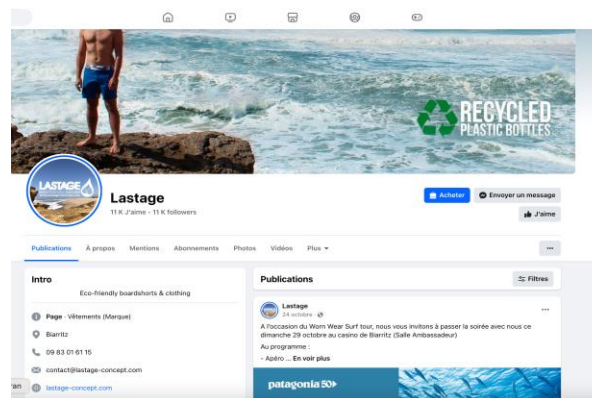 RECYCLED
PLASTIC BOTTLES
LASTAGE
Lastage
11 K J'aime • 11 K followers
Acheter
Envoyer un message
J'aime
Publications À propos Mentions Abonnements Photos Vidéos Plus
Intro
Eco-friendly boardshorts & clothing
Page · Vêtements (Marque)
Biarritz
09 83 01 61 15
contact@lastage-concept.com
lastage-concept.com
ran
Publications
Filtres
Lastage
24 octobre
A l'occasion du Worn Wear Surf tour, nous vous invitons à passer la soirée avec nous ce
dimanche 29 octobre au casino de Biarritz (Salle Ambassadeur)
Au programme :
- Apéro ... En voir plus
patagonia 50